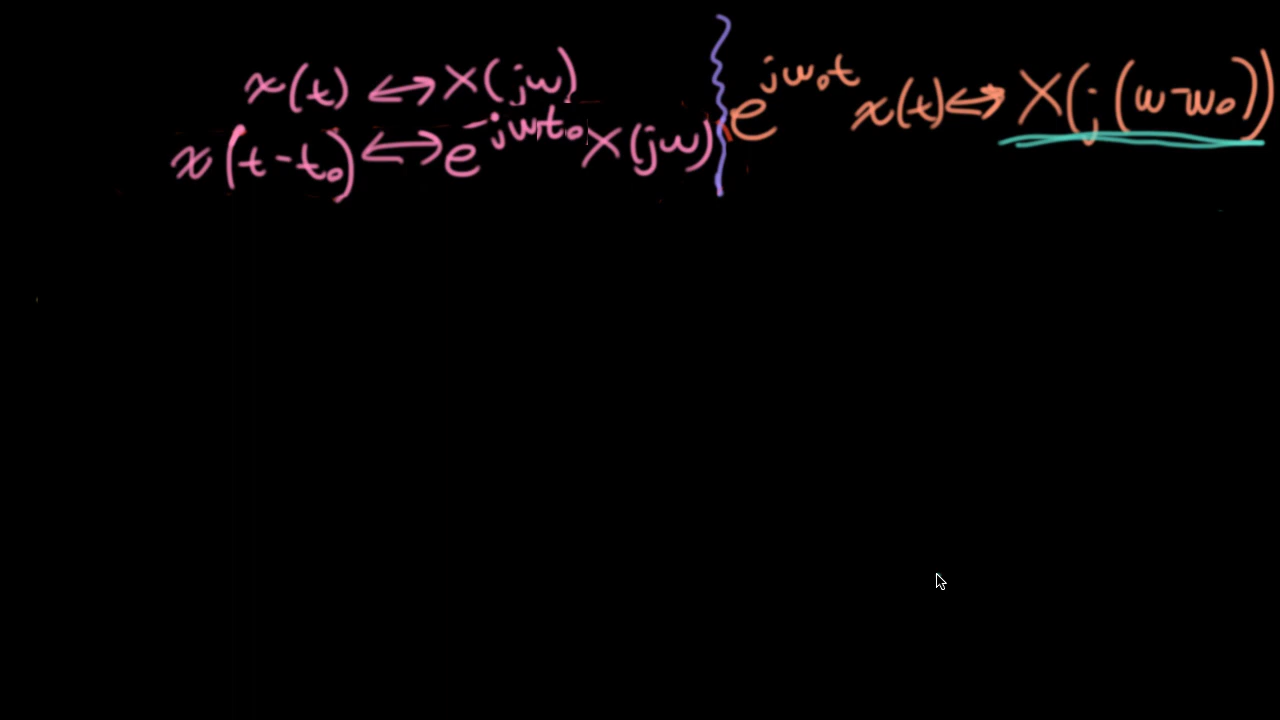 x(t) ↔ X(jω)
x(t-t₀) ↔ e^{-jωt₀} X(jω)
e^{jω₀t} x(t) ↔ X(j(ω-ω₀))